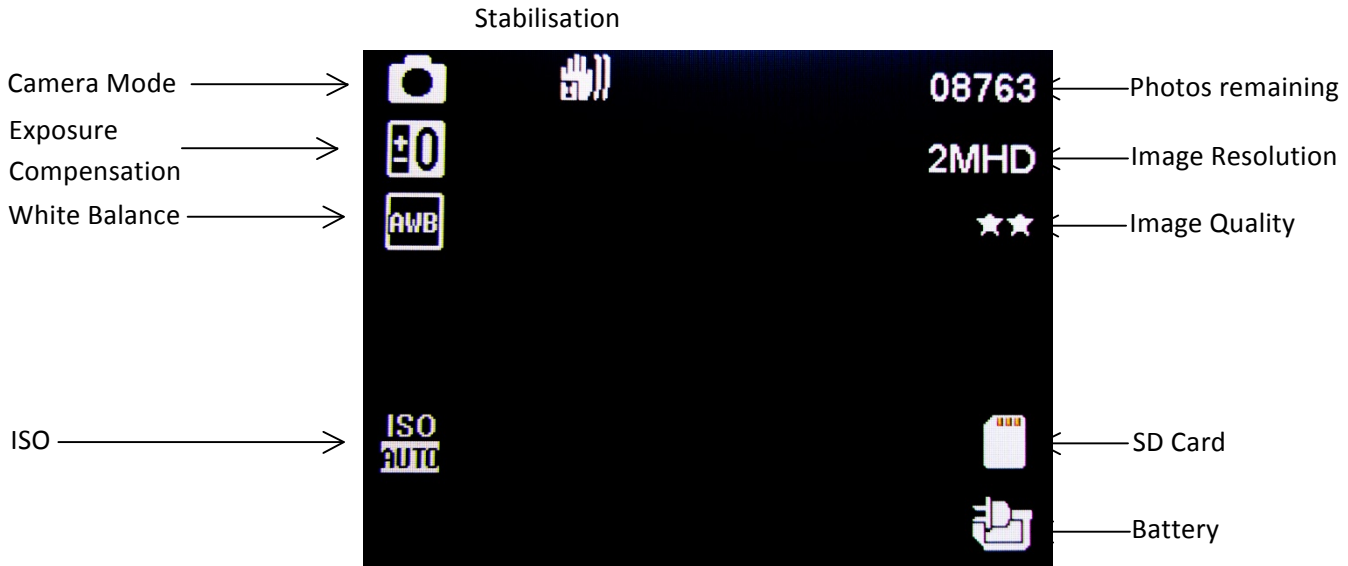 Stabilisation
Camera Mode
08763
Photos remaining
Exposure
Compensation
±0
2MHD
Image Resolution
White Balance
AWB
Image Quality
ISO
ISO
AUTO
SD Card
Battery